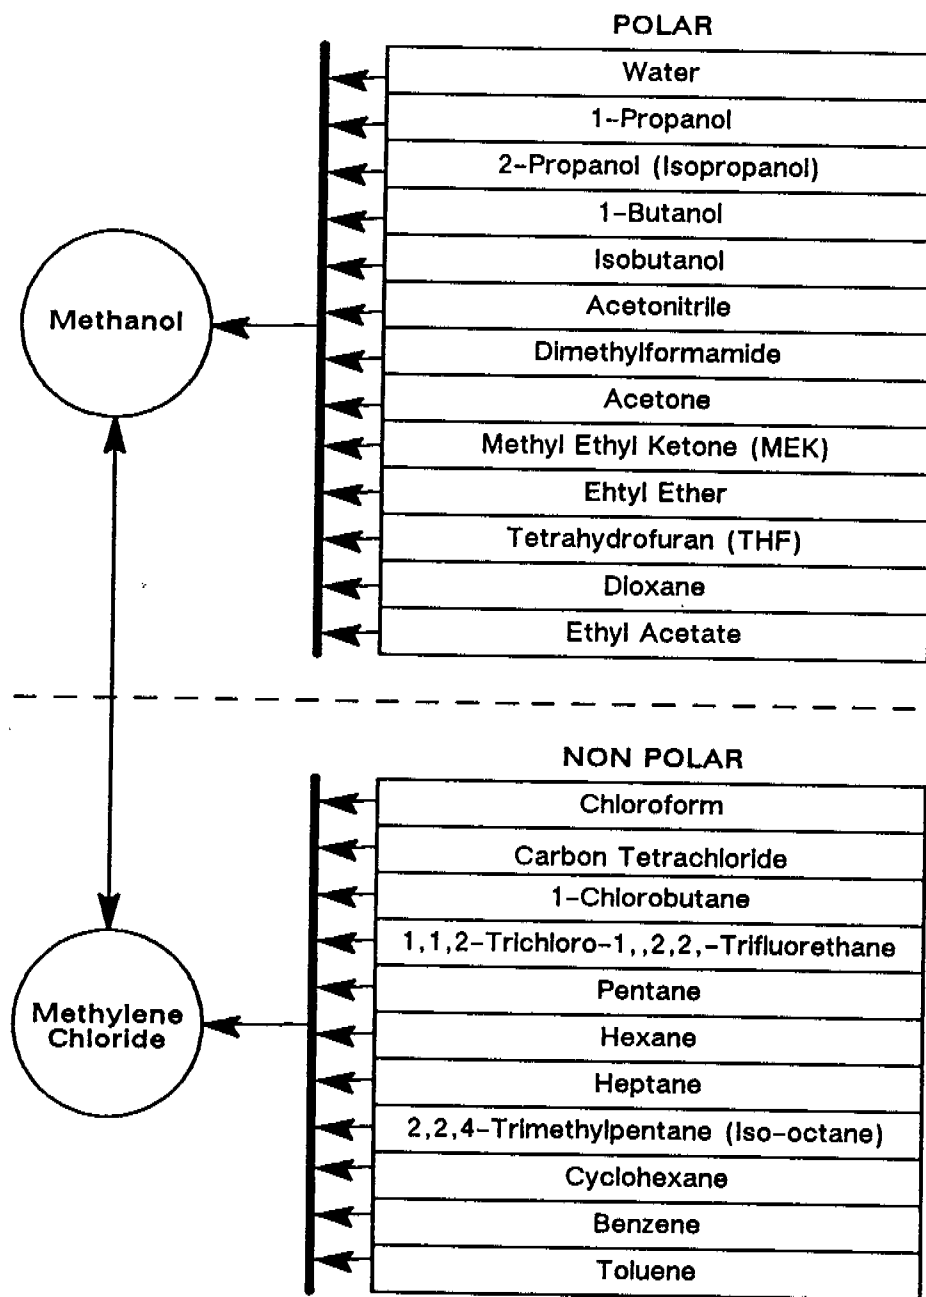 POLAR
Water
1-Propanol
2-Propanol (Isopropanol)
1-Butanol
Isobutanol
Acetonitrile
Dimethylformamide
Acetone
Methyl Ethyl Ketone (MEK)
Ehtyl Ether
Tetrahydrofuran (THF)
Dioxane
Ethyl Acetate
Methanol
NON POLAR
Chloroform
Carbon Tetrachloride
1-Chlorobutane
1,1,2-Trichloro-1,,2,2,-Trifluorethane
Pentane
Hexane
Heptane
2,2,4-Trimethylpentane (Iso-octane)
Cyclohexane
Benzene
Toluene
Methylene
Chloride